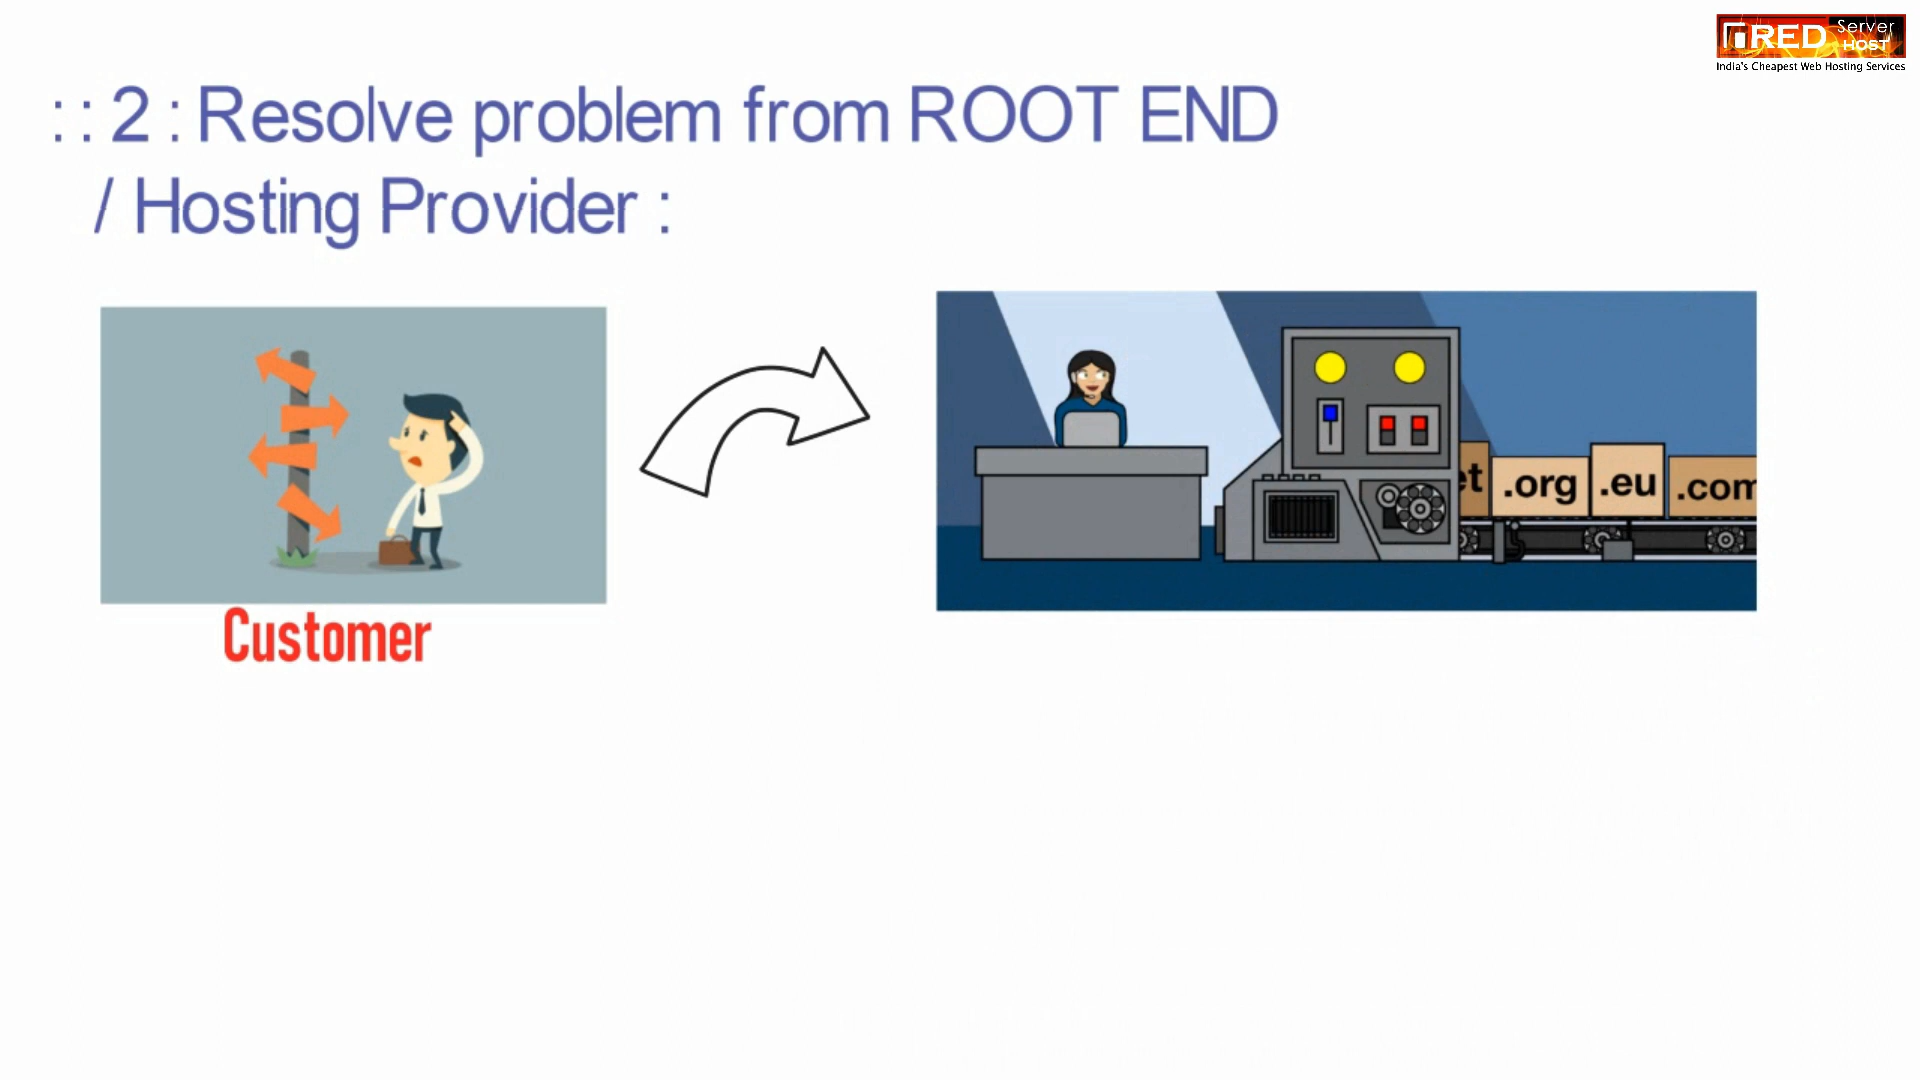 RED Server
HOST
India's Cheapest Web Hosting Services
: : 2 : Resolve problem from ROOT END
/ Hosting Provider :
et .org .eu .com
Customer